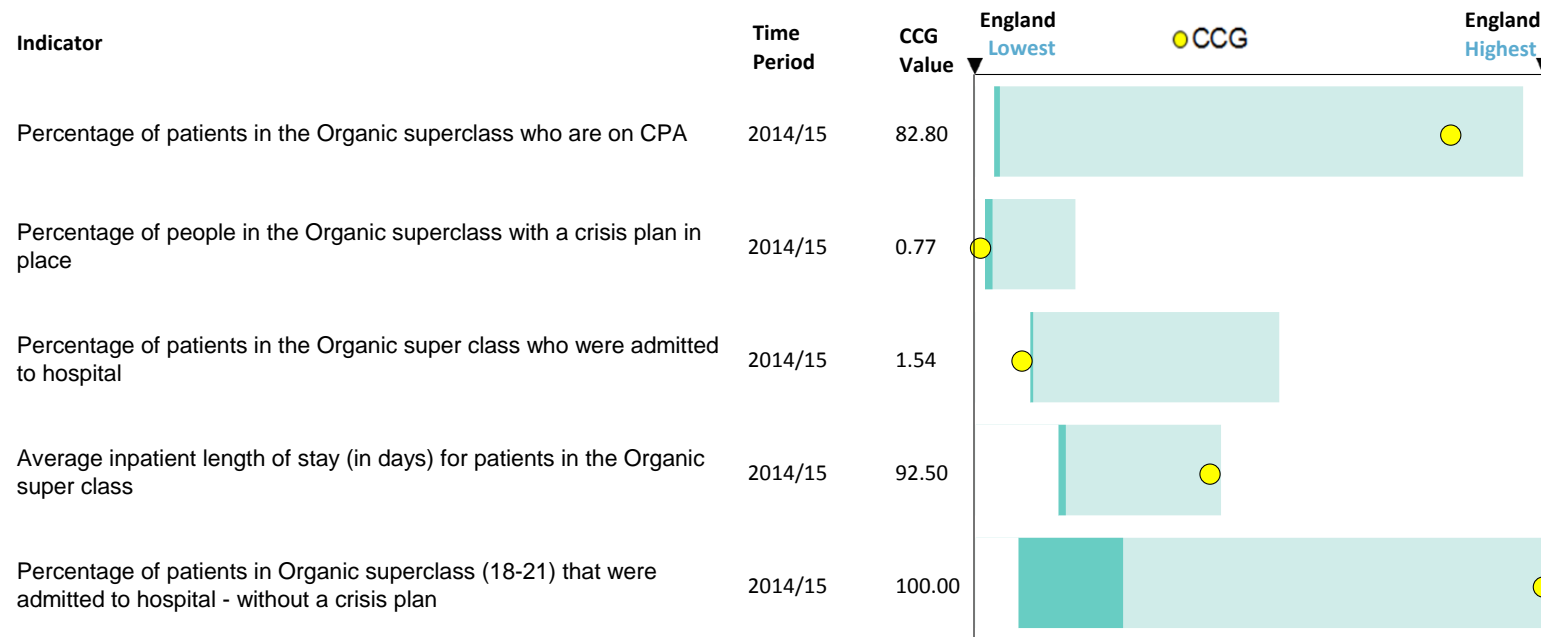 Indicator
Time Period
CCG Value
England Lowest
CCG
England Highest
Percentage of patients in the Organic superclass who are on CPA
2014/15
82.80
Percentage of people in the Organic superclass with a crisis plan in
place
2014/15
0.77
Percentage of patients in the Organic super class who were admitted
to hospital
2014/15
1.54
Average inpatient length of stay (in days) for patients in the Organic
super class
2014/15
92.50
Percentage of patients in Organic superclass (18-21) that were
admitted to hospital - without a crisis plan
2014/15
100.00